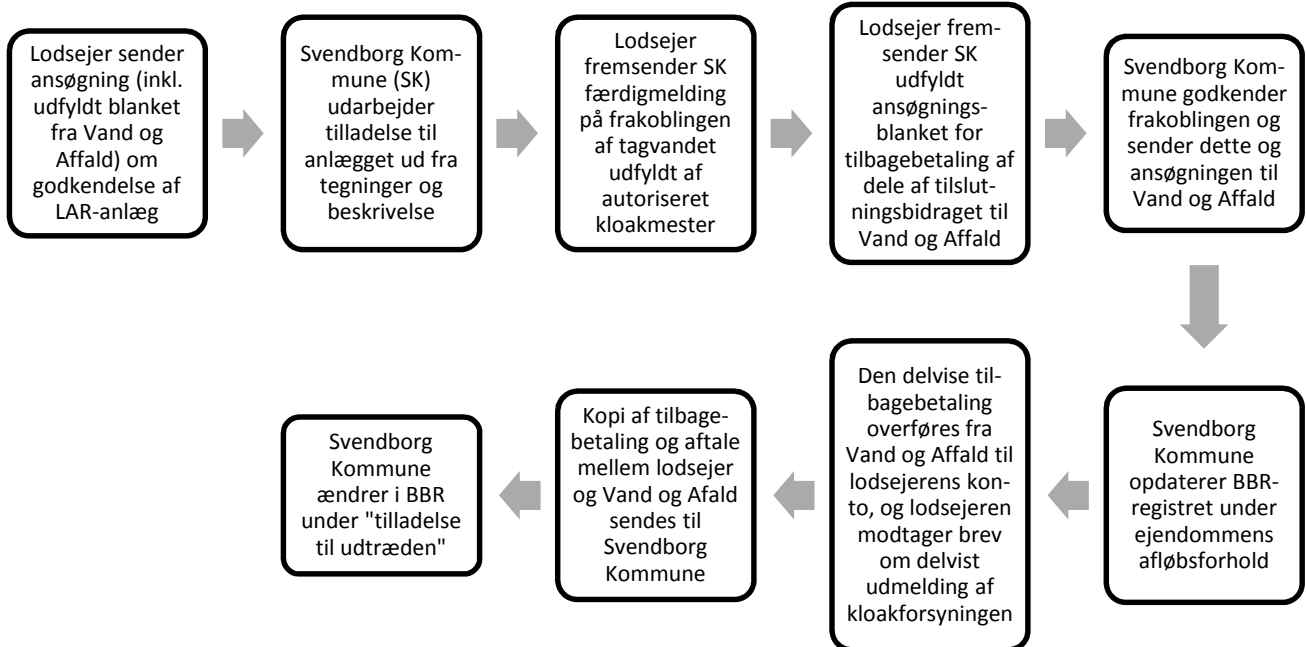 Lodsejer sender
ansøgning (inkl.
udfyldt blanket
fra Vand og
Affald) om
godkendelse af
LAR-anlæg
Svendborg Kom-
mune (SK)
udarbejder
tilladelse til
anlægget ud fra
tegninger og
beskrivelse
Lodsejer
fremsender SK
færdigmelding
på frakoblingen
af tagvandet
udfyldt af
autoriseret
kloakmester
Lodsejer frem-
sender SK
udfyldt
ansøgnings-
blanket for
tilbagebetaling af
dele af tilslut-
ningsbidraget til
Vand og Affald
Svendborg Kom-
mune godkender
frakoblingen og
sender dette og
ansøgningen til
Vand og Affald
Svendborg
Kommune
opdaterer BBR-
registret under
ejendommens
afløbsforhold
Den delvise til-
bagebetaling
overføres fra
Vand og Affald til
lodsejerens kon-
to, og lodsejeren
modtager brev
om delvist
udmelding af
kloakforsyningen
Kopi af tilbage-
betaling og aftale
mellem lodsejer
og Vand og Afald
sendes til
Svendborg
Kommune
Svendborg
Kommune
ændrer i BBR
under "tilladelse
til udtræden"